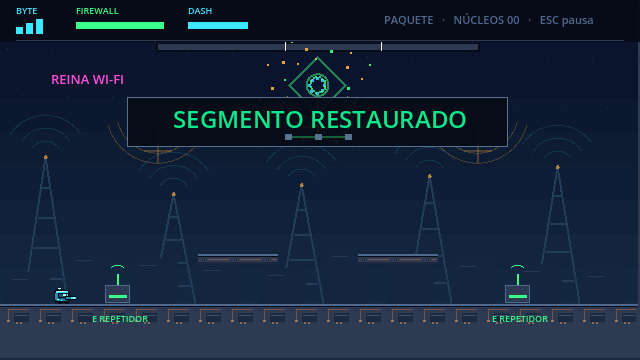 BYTE
FIREWALL
DASH
PAQUETE · NÚCLEOS 00 · ESC pausa
REINA WI-FI
SEGMENTO RESTAURADO
E REPETIDOR
E REPETIDOR